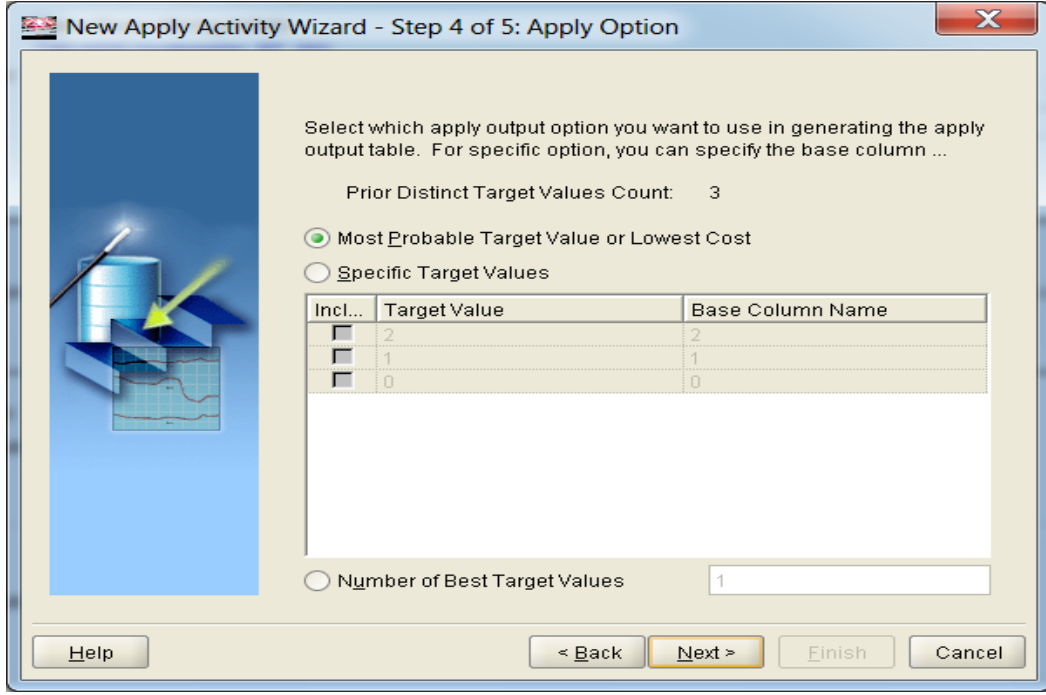 New Apply Activity Wizard - Step 4 of 5: Apply Option
Select which apply output option you want to use in generating the apply
output table. For specific option, you can specify the base column ...
Prior Distinct Target Values Count: 3
Most Probable Target Value or Lowest Cost
Specific Target Values
Incl... Target Value Base Column Name
2 2
1 1
0 0
Number of Best Target Values 1
Help < Back Next > Finish Cancel